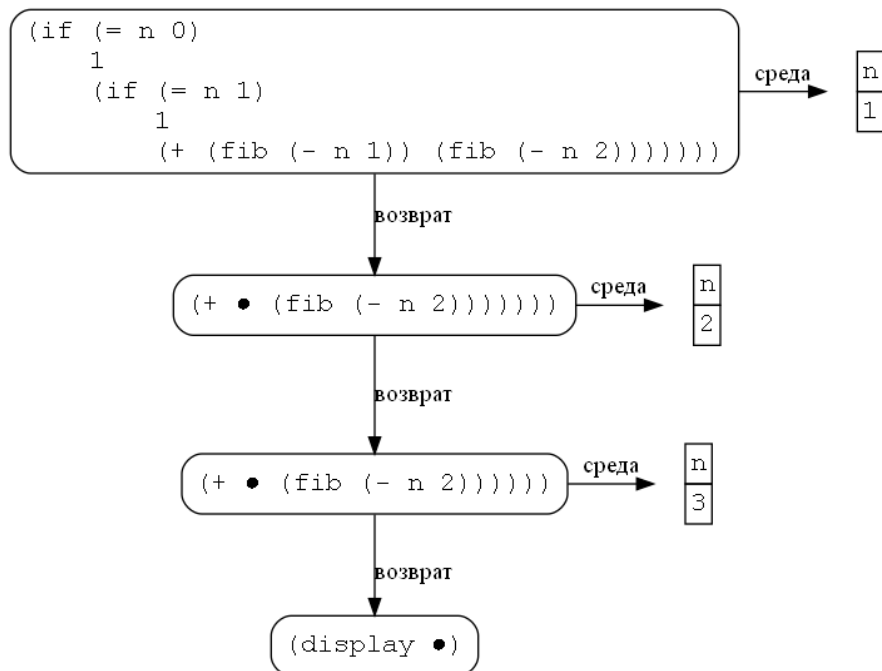 (if (= n 0)
1
(if (= n 1)
1
(+ (fib (- n 1)) (fib (- n 2)))))))
среда
n
1
возврат
(+ ● (fib (- n 2)))))))
среда
n
2
возврат
(+ ● (fib (- n 2))))))
среда
n
3
возврат
(display ●)